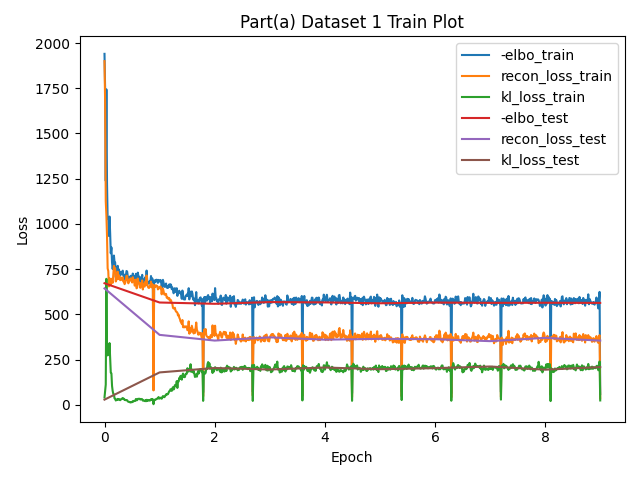 Part(a) Dataset 1 Train Plot
2000
1750
1500
1250
1000
750
500
250
0
Loss
-elbo_train
recon_loss_train
kl_loss_train
-elbo_test
recon_loss_test
kl_loss_test
0 2 4 6 8
Epoch